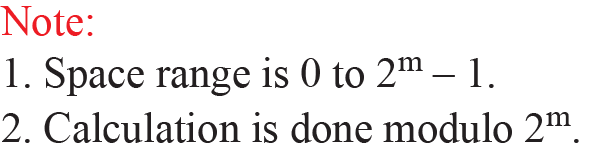 Note:
1. Space range is 0 to 2ᵐ – 1.
2. Calculation is done modulo 2ᵐ.